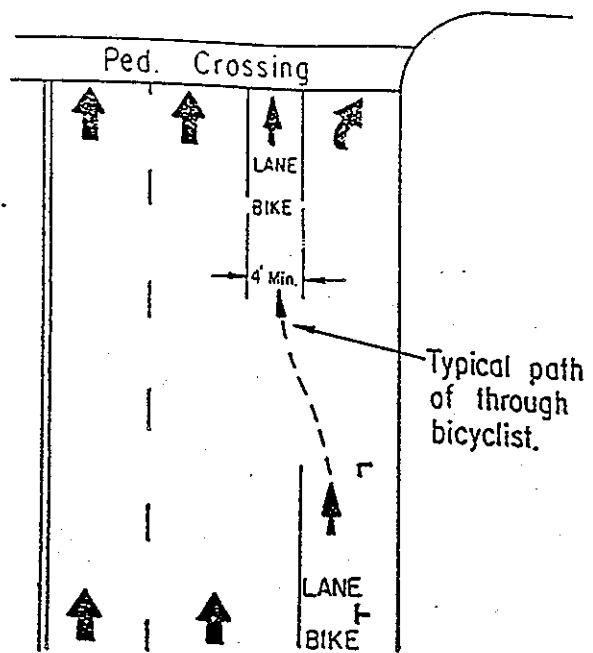 Ped. Crossing
LANE
BIKE
4' Min.
Typical path
of through
bicyclist.
LANE
BIKE